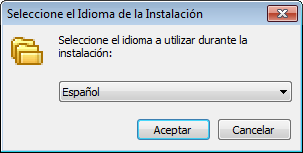 Seleccione el Idioma de la Instalación
Seleccione el idioma a utilizar durante la
instalación:
Español
Aceptar
Cancelar